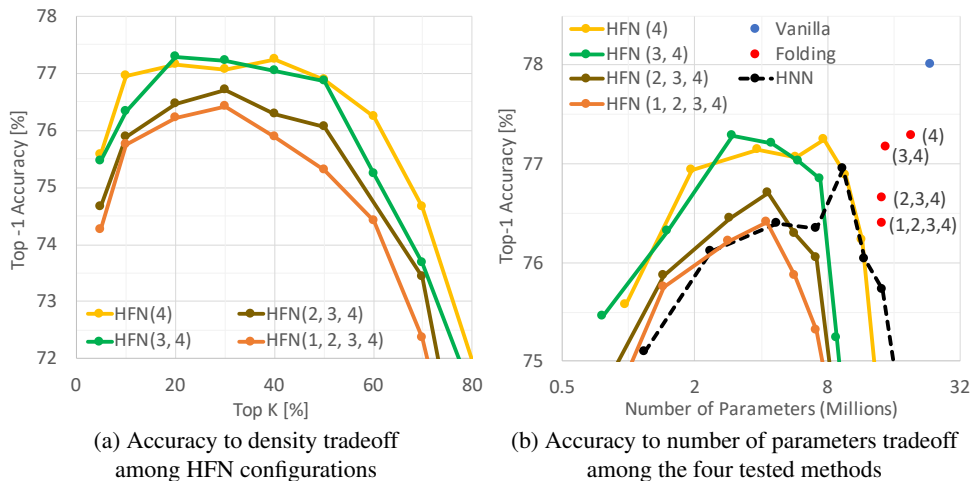 78
77
76
75
74
73
72
Top -1 Accuracy [%]
HFN(4)
HFN(2, 3, 4)
HFN(3, 4)
HFN(1, 2, 3, 4)
0
20
40
60
80
Top K [%]
(a) Accuracy to density tradeoff
among HFN configurations
78
77
76
75
Top-1 Accuracy [%]
HFN (4)
HFN (3, 4)
HFN (2, 3, 4)
HFN (1, 2, 3, 4)
Vanilla
Folding
HNN
(4)
(3,4)
(2,3,4)
(1,2,3,4)
0.5
2
8
32
Number of Parameters (Millions)
(b) Accuracy to number of parameters tradeoff
among the four tested methods